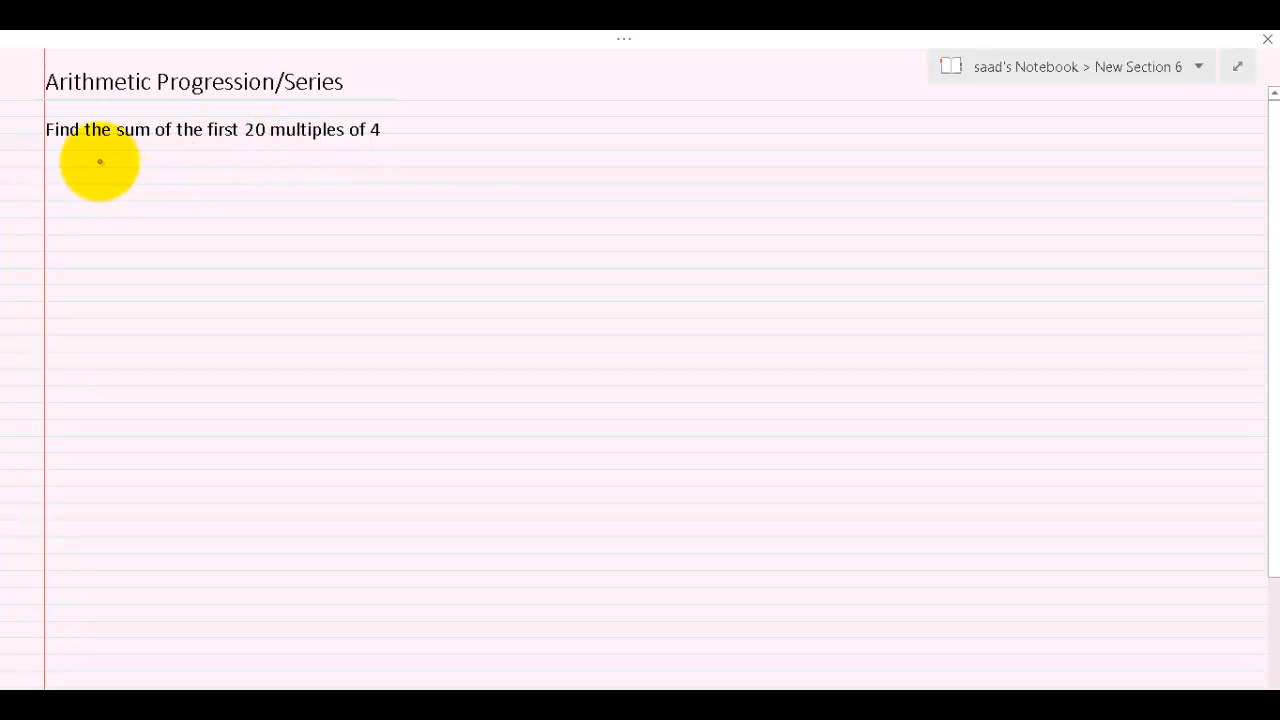 Arithmetic Progression/Series
saad's Notebook > New Section 6
Find the sum of the first 20 multiples of 4